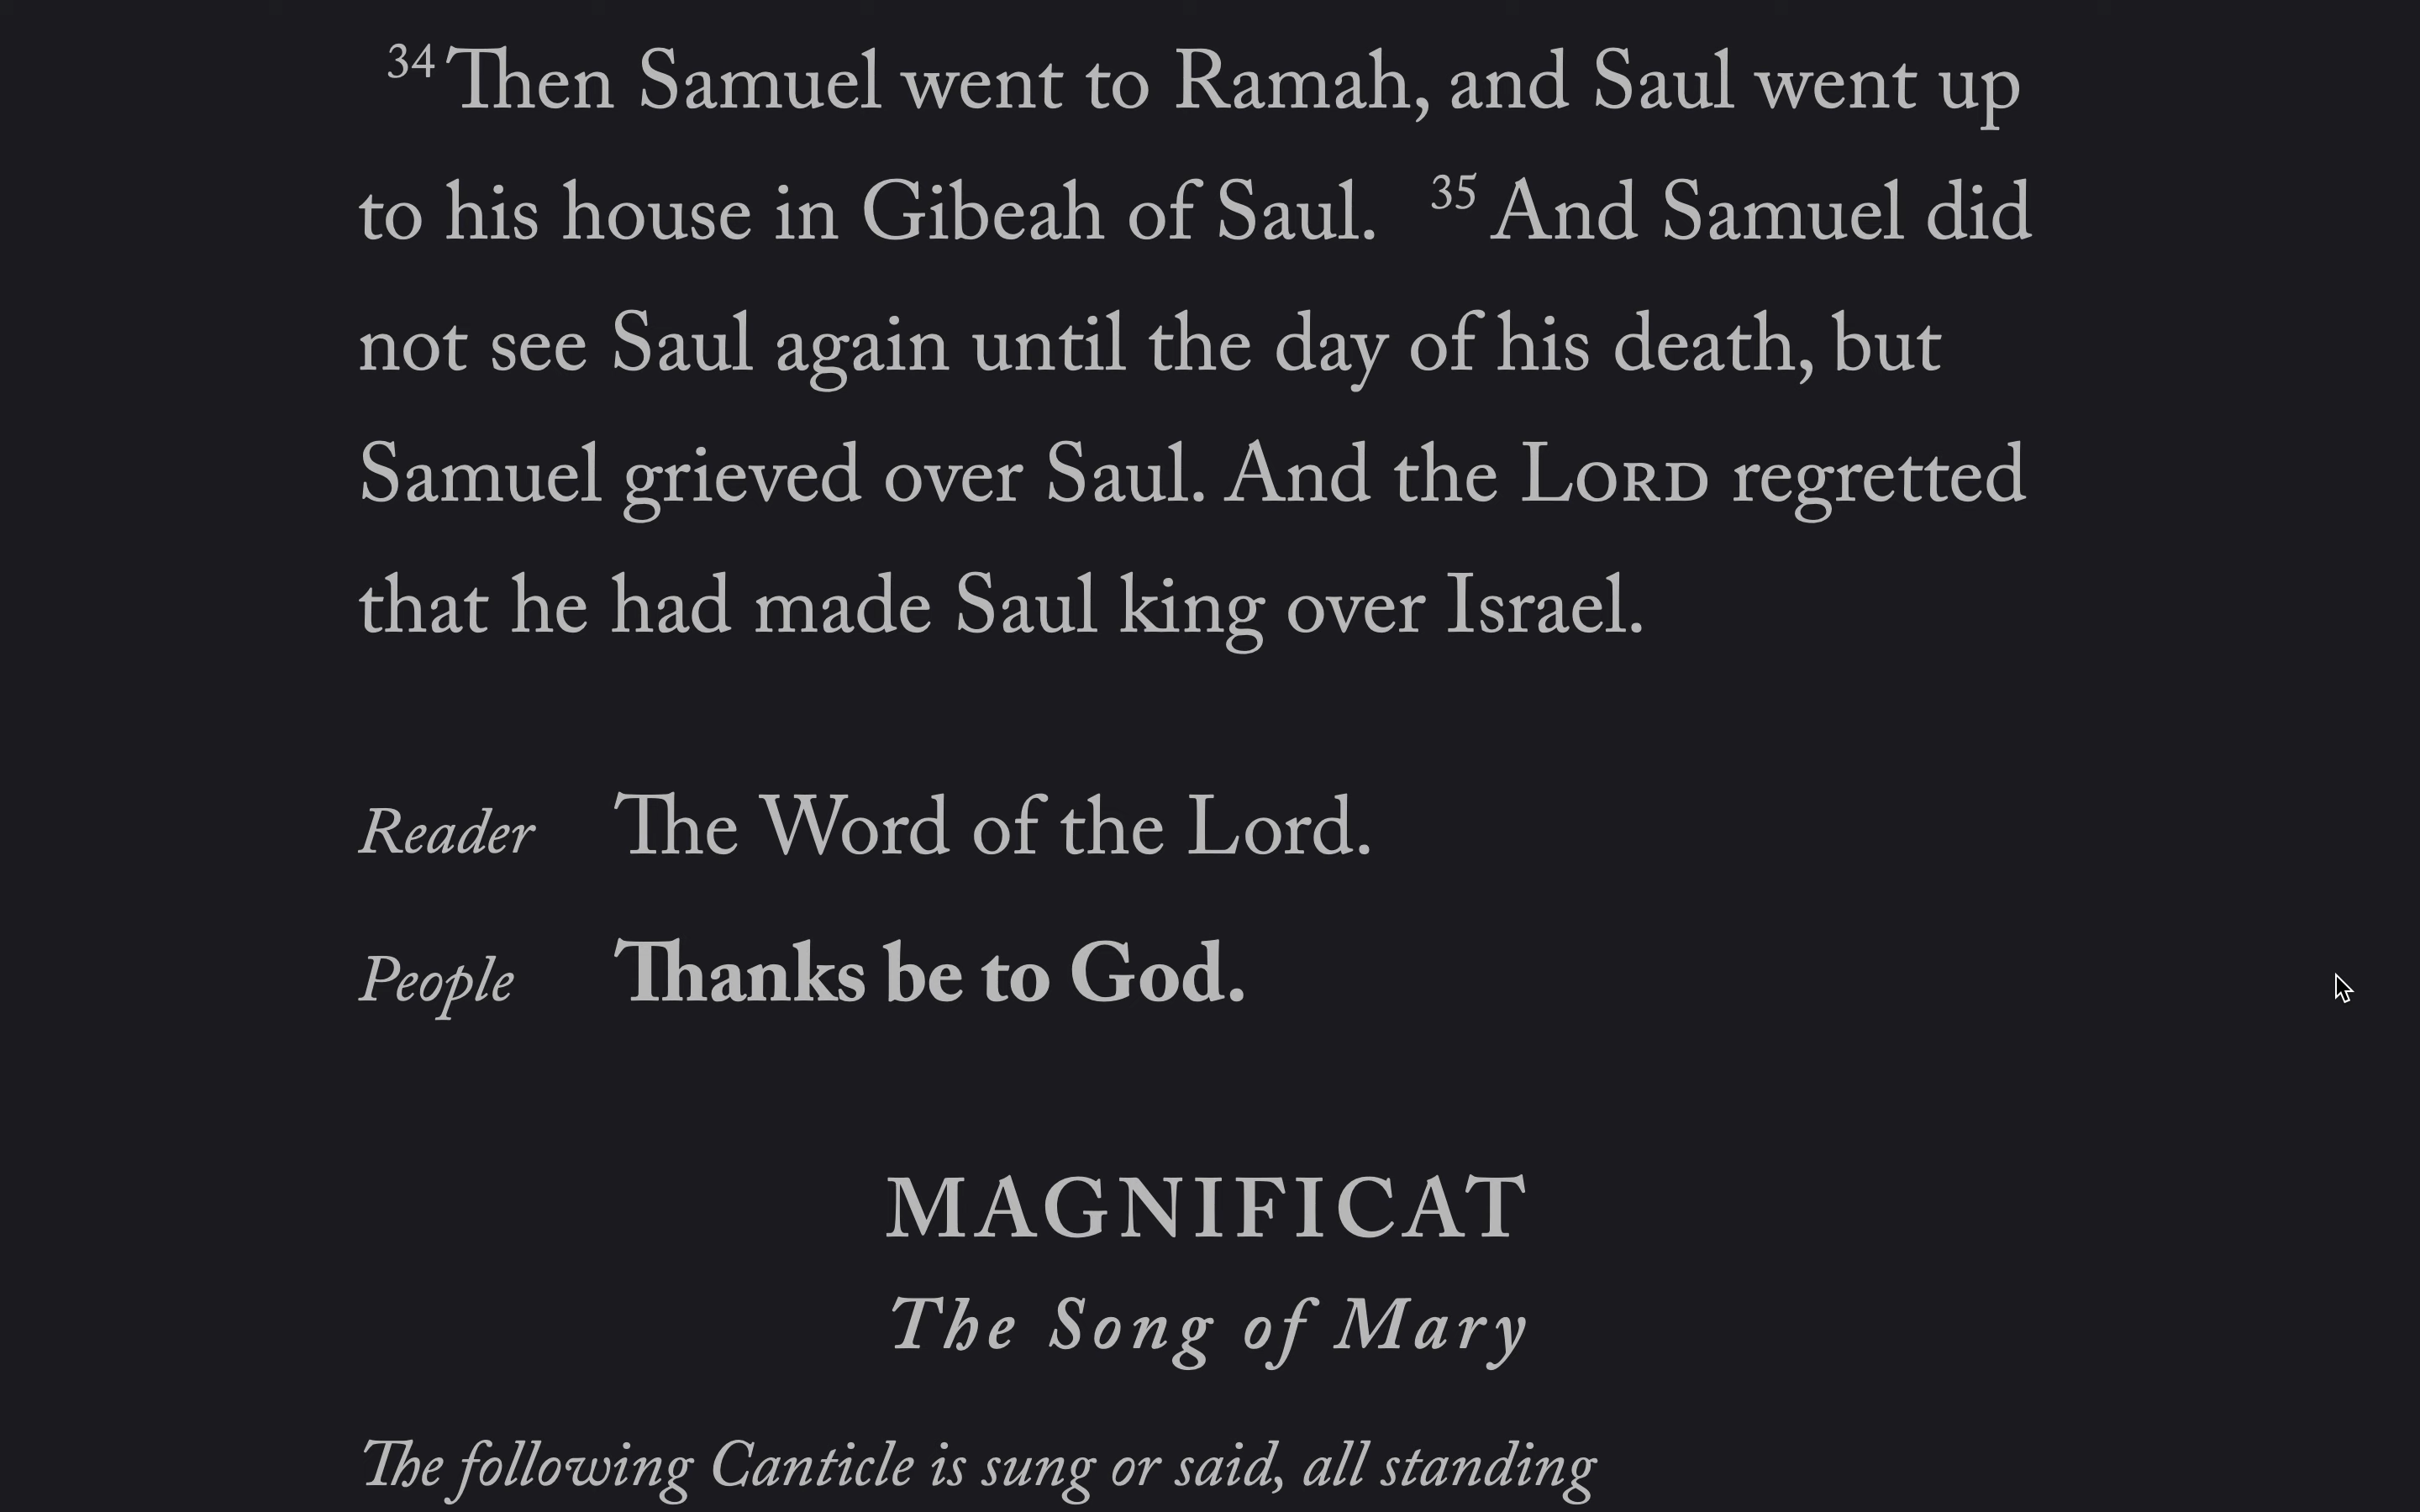 34 Then Samuel went to Ramah, and Saul went up
to his house in Gibeah of Saul. 35 And Samuel did
not see Saul again until the day of his death, but
Samuel grieved over Saul. And the LORD regretted
that he had made Saul king over Israel.
Reader The Word of the Lord.
People Thanks be to God.
MAGNIFICAT
The Song of Mary
The following Canticle is sung or said, all standing